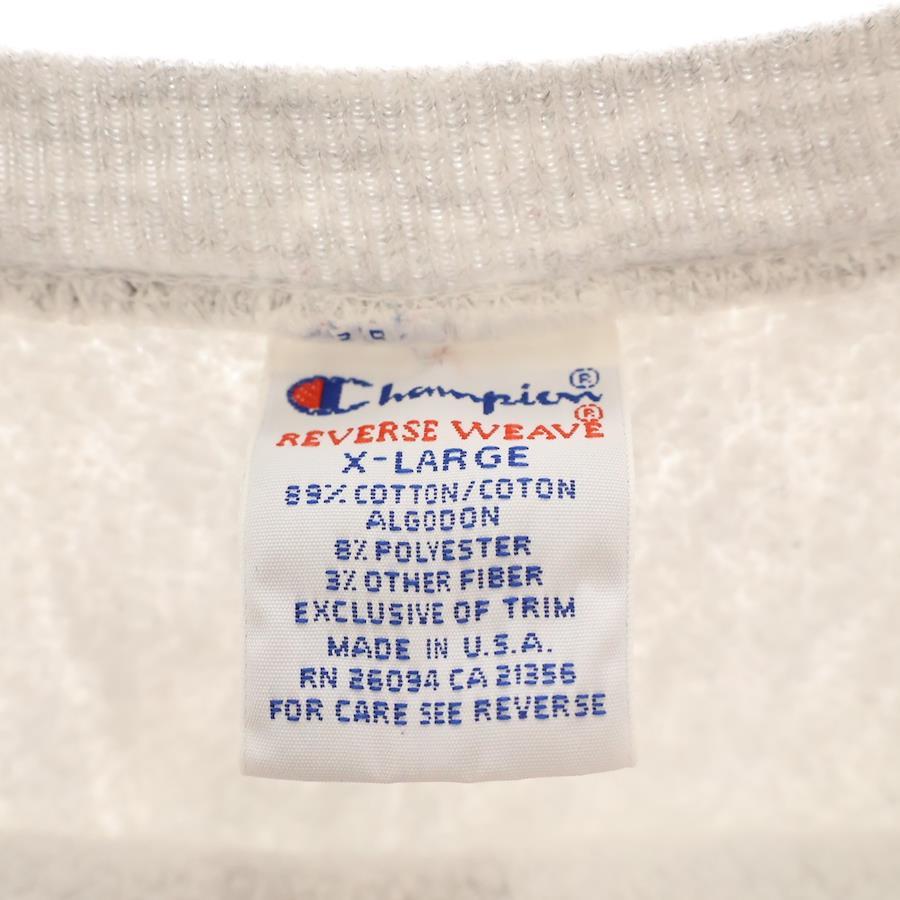 Champion®
REVERSE WEAVE®
X-LARGE
89% COTTON/COTON
ALGODON
8% POLYESTER
3% OTHER FIBER
EXCLUSIVE OF TRIM
MADE IN U.S.A.
RN 26094 CA 21356
FOR CARE SEE REVERSE